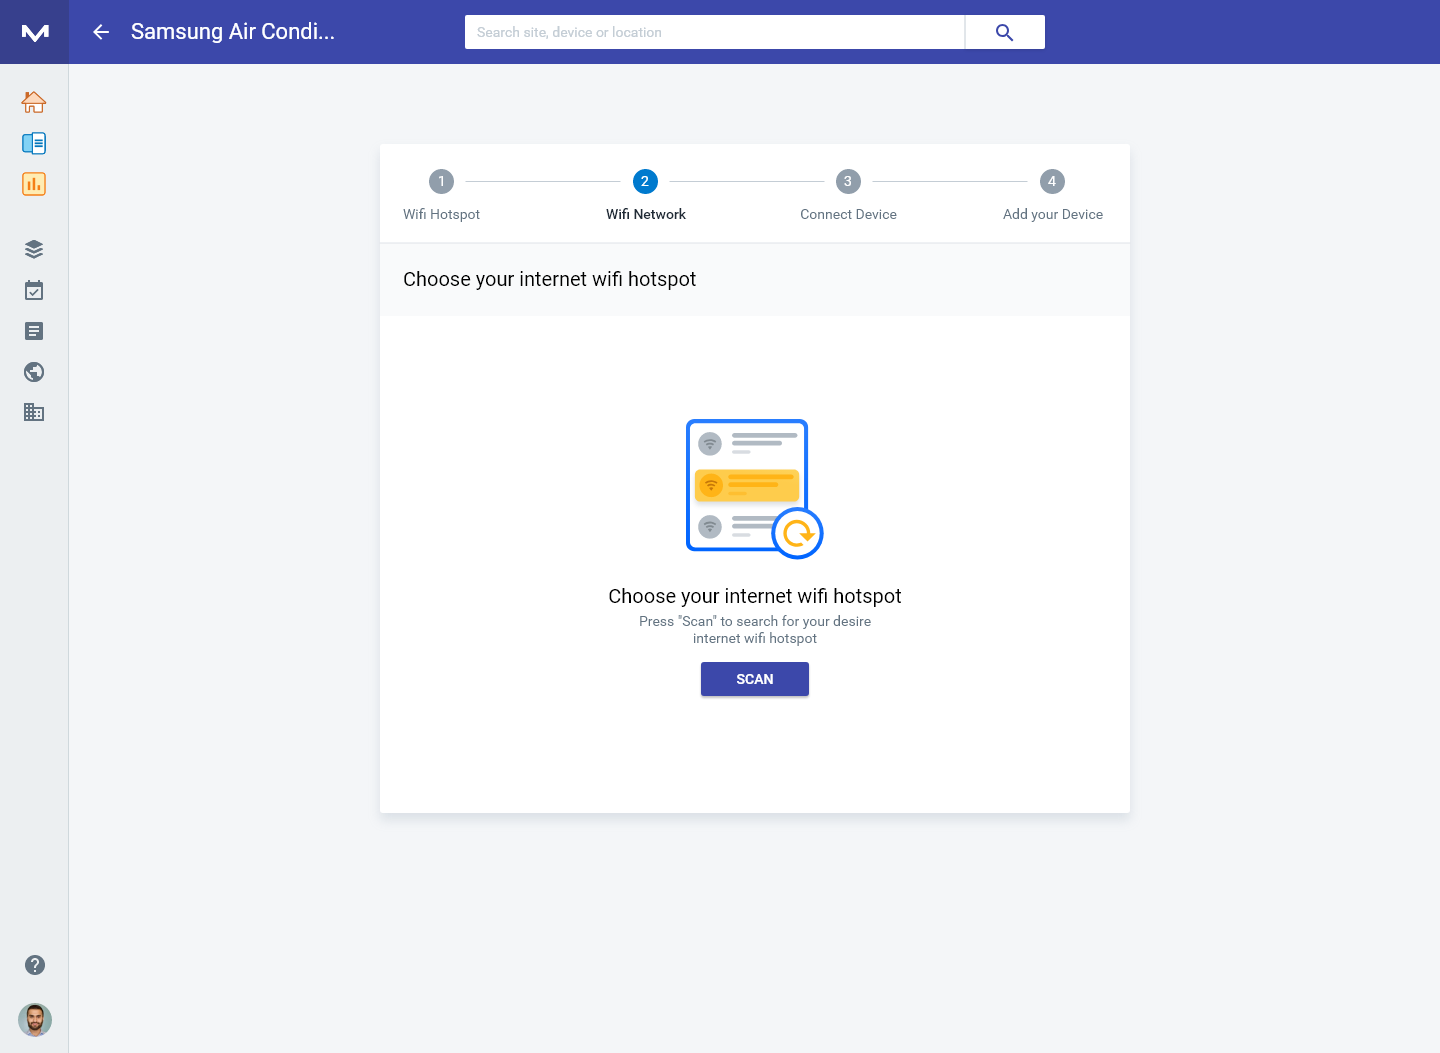 Samsung Air Condi...
Search site, device or location
1
2
3
4
Wifi Hotspot
Wifi Network
Connect Device
Add your Device
Choose your internet wifi hotspot
Choose your internet wifi hotspot
Press "Scan" to search for your desire
internet wifi hotspot
SCAN